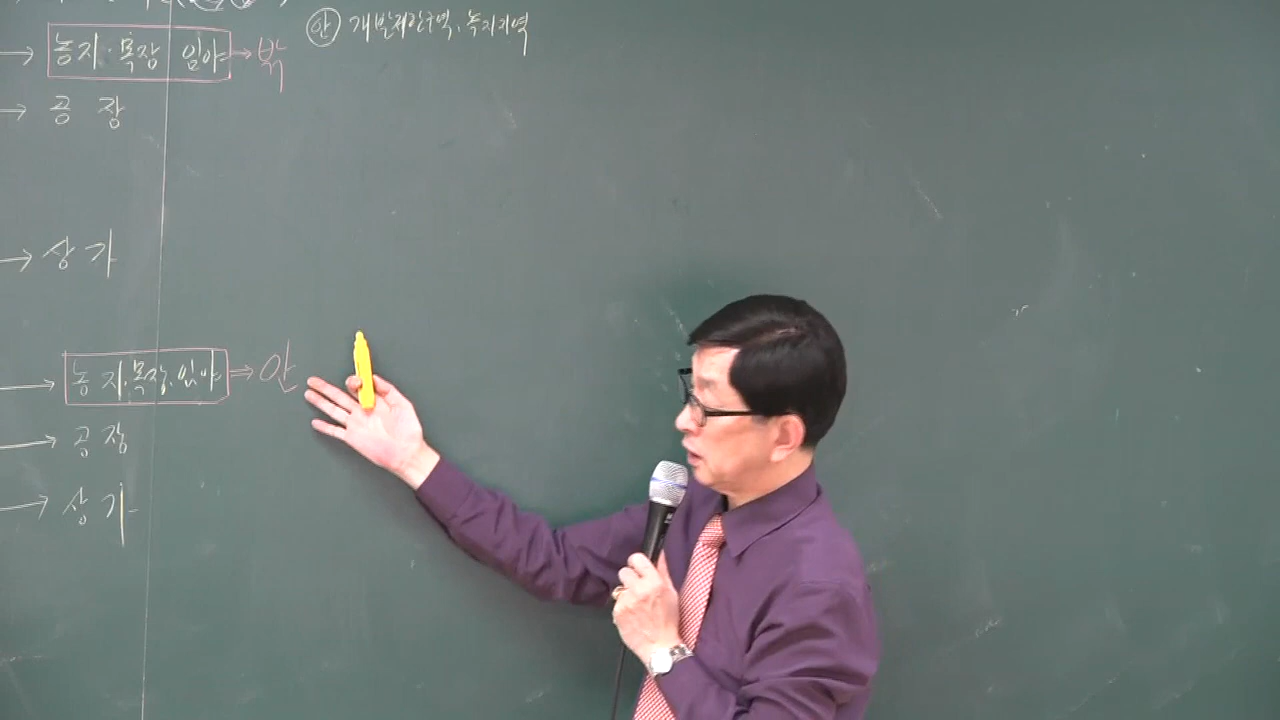 안 개발제한구역, 녹지지역
→ 농지·목장 임야 ⇒ 밖
→ 공장
→ 상가
→ 농지·목장·임야 ⇒ 안
→ 공장
→ 상가